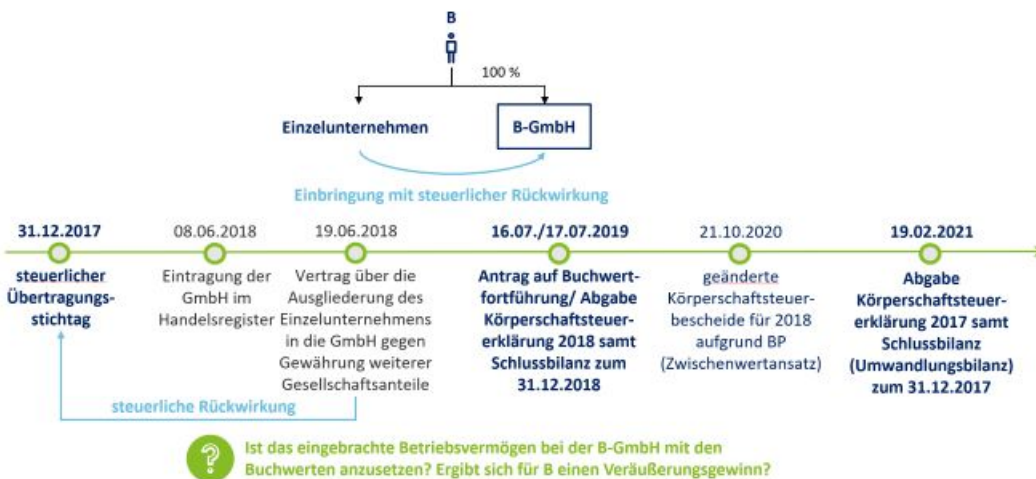 B
100 %
Einzelunternehmen
B-GmbH
Einbringung mit steuerlicher Rückwirkung
31.12.2017
steuerlicher
Übertragungs-
stichtag
08.06.2018
Eintragung der
GmbH im
Handelsregister
19.06.2018
Vertrag über die
Ausgliederung des
Einzelunternehmens
in die GmbH gegen
Gewährung weiterer
Gesellschaftsanteile
16.07./17.07.2019
Antrag auf Buchwert-
fortführung/ Abgabe
Körperschaftsteuer-
erklärung 2018 samt
Schlussbilanz zum
31.12.2018
21.10.2020
geänderte
Körperschaftsteuer-
bescheide für 2018
aufgrund BP
(Zwischenwertansatz)
19.02.2021
Abgabe
Körperschaftsteuer-
erklärung 2017 samt
Schlussbilanz
(Umwandlungsbilanz)
zum 31.12.2017
steuerliche Rückwirkung
?
Ist das eingebrachte Betriebsvermögen bei der B-GmbH mit den
Buchwerten anzusetzen? Ergibt sich für B einen Veräußerungsgewinn?